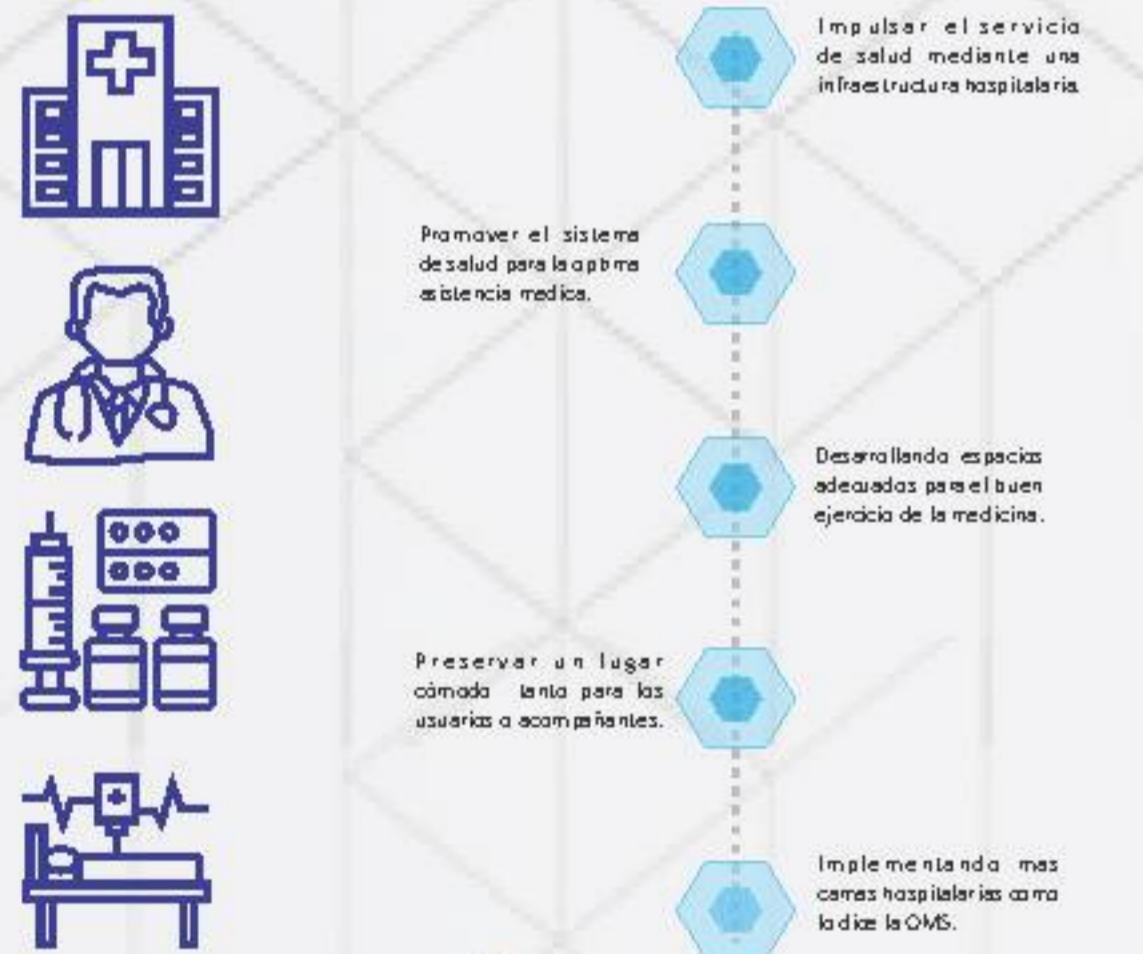 Impulsar el servicio
de salud mediante una
infraestructura hospitalaria.
Promover el sistema
de salud para la optima
asistencia medica.
Desarrollando espacios
adecuados para el buen
ejercicio de la medicina.
Preservar un lugar
cómodo tanto para los
usuarios o acompañantes.
Implementando mas
camas hospitalarias como
lo dice la OMS.